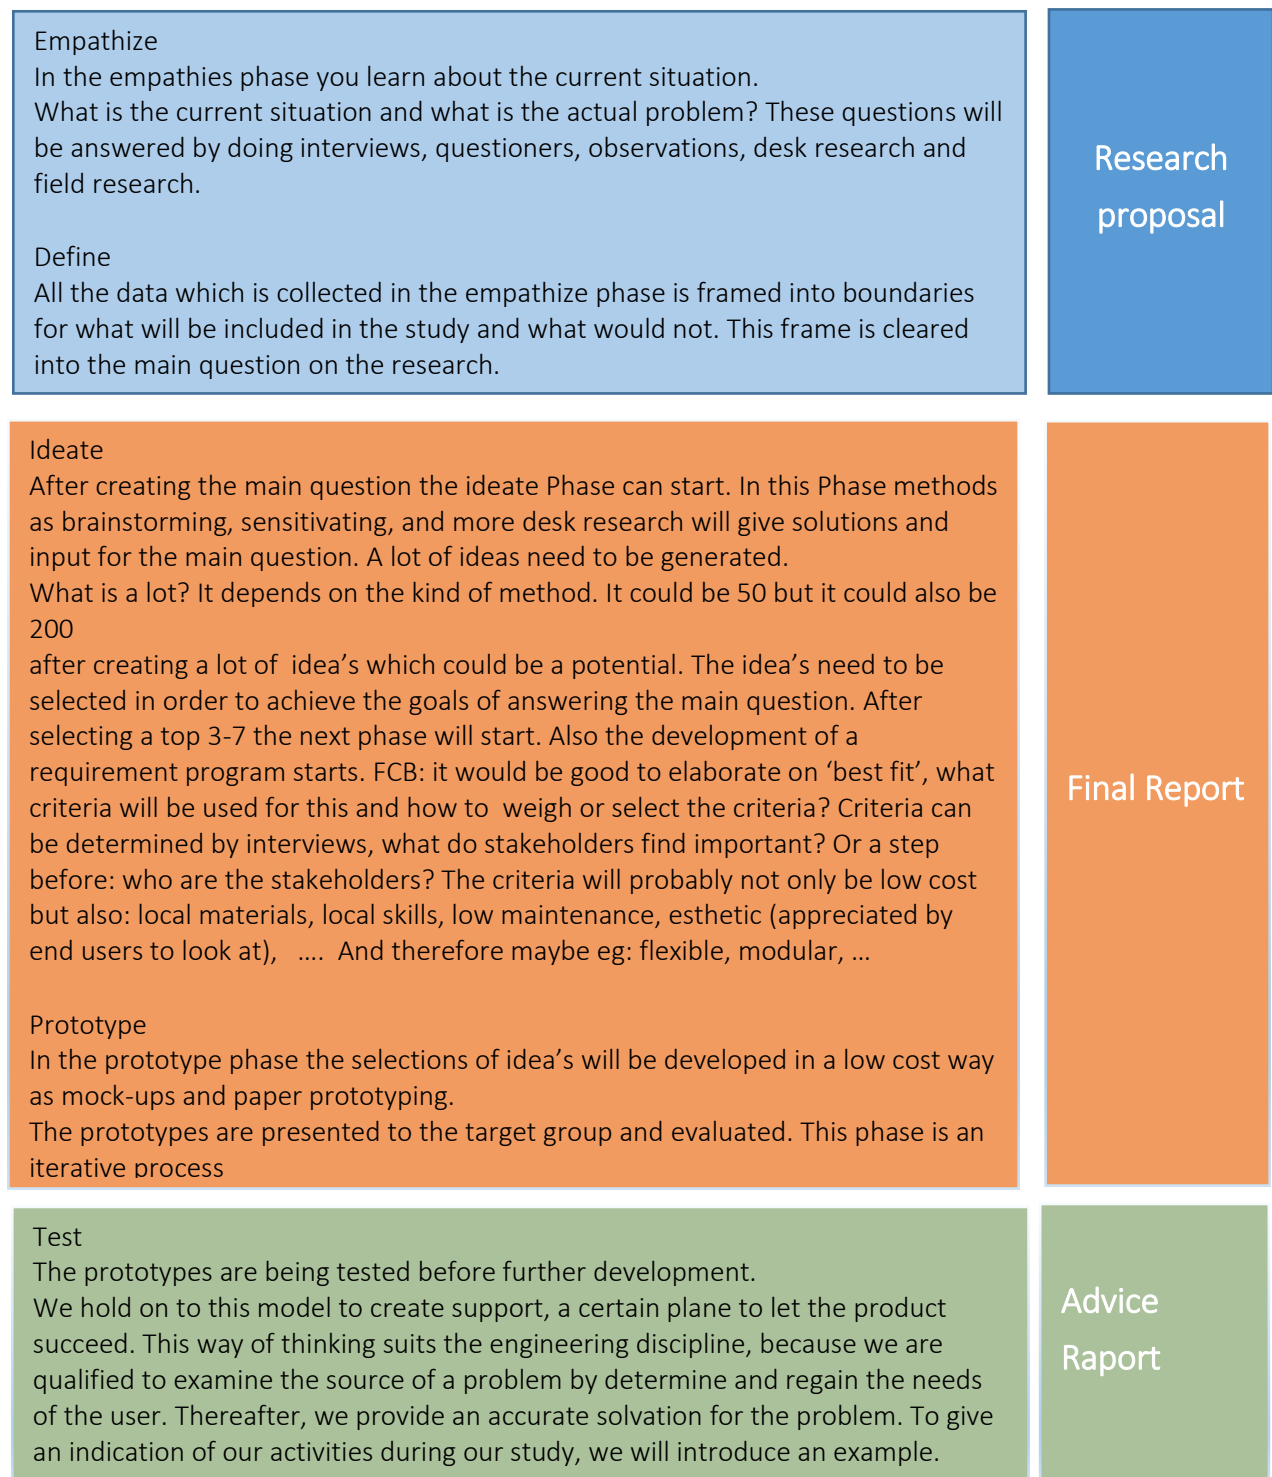 Empathize
In the empathies phase you learn about the current situation.
What is the current situation and what is the actual problem? These questions will
be answered by doing interviews, questioners, observations, desk research and
field research.
Define
All the data which is collected in the empathize phase is framed into boundaries
for what will be included in the study and what would not. This frame is cleared
into the main question on the research.
Research
proposal
Ideate
After creating the main question the ideate Phase can start. In this Phase methods
as brainstorming, sensitivating, and more desk research will give solutions and
input for the main question. A lot of ideas need to be generated.
What is a lot? It depends on the kind of method. It could be 50 but it could also be
200
after creating a lot of  idea's which could be a potential. The idea's need to be
selected in order to achieve the goals of answering the main question. After
selecting a top 3-7 the next phase will start. Also the development of a
requirement program starts. FCB: it would be good to elaborate on ‘best fit’, what
criteria will be used for this and how to  weigh or select the criteria? Criteria can
be determined by interviews, what do stakeholders find important? Or a step
before: who are the stakeholders? The criteria will probably not only be low cost
but also: local materials, local skills, low maintenance, esthetic (appreciated by
end users to look at),   ....  And therefore maybe eg: flexible, modular, ...
Prototype
In the prototype phase the selections of idea's will be developed in a low cost way
as mock-ups and paper prototyping.
The prototypes are presented to the target group and evaluated. This phase is an
iterative process
Final Report
Test
The prototypes are being tested before further development.
We hold on to this model to create support, a certain plane to let the product
succeed. This way of thinking suits the engineering discipline, because we are
qualified to examine the source of a problem by determine and regain the needs
of the user. Thereafter, we provide an accurate solvation for the problem. To give
an indication of our activities during our study, we will introduce an example.
Advice
Raport